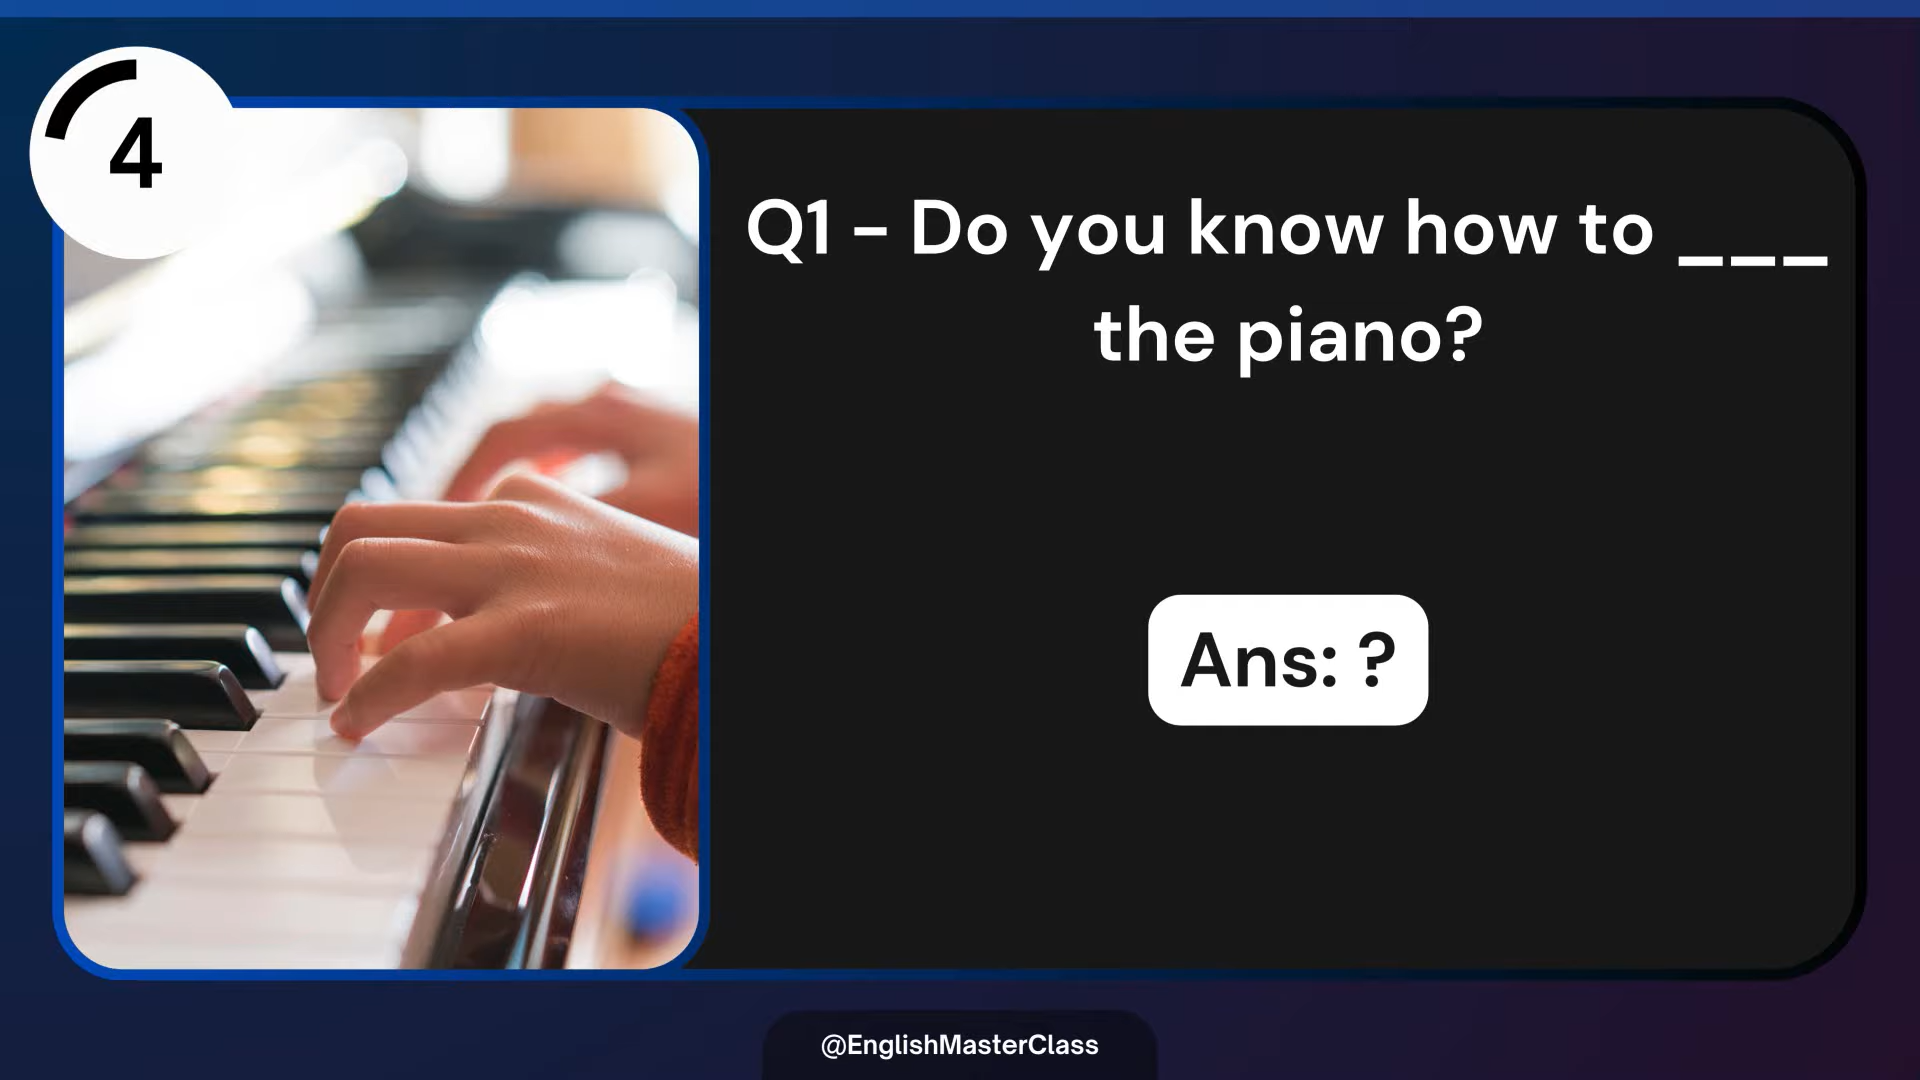 4
Q1 - Do you know how to ___
the piano?
Ans: ?
@EnglishMasterClass